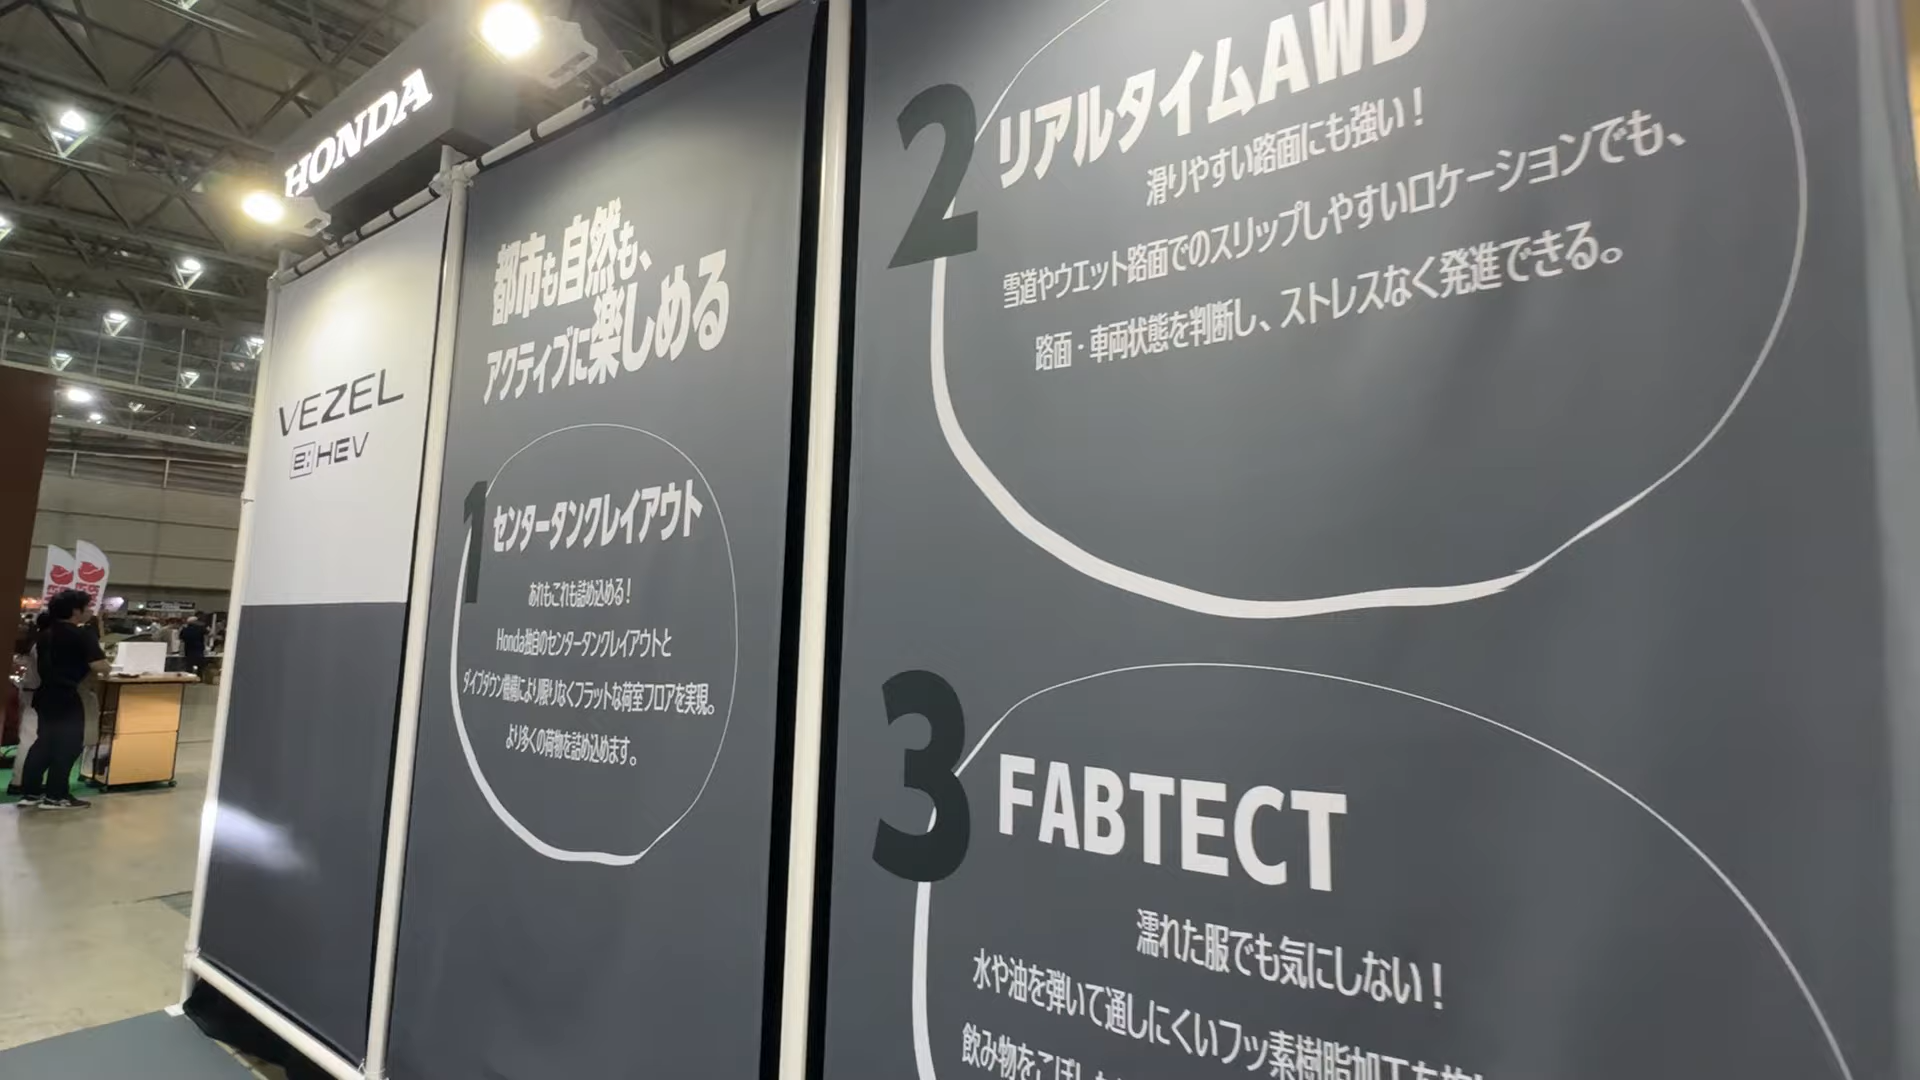 HONDA
VEZEL
e:HEV
都市も自然も、
アクティブに楽しめる
1
センタータンクレイアウト
あれもこれも詰め込める！
Honda独自のセンタータンクレイアウトと
ダイブダウン機構により限りなくフラットな荷室フロアを実現。
より多くの荷物を詰め込めます。
2
リアルタイムAWD
滑りやすい路面にも強い！
雪道やウエット路面でのスリップしやすいロケーションでも、
路面・車両状態を判断し、ストレスなく発進できる。
3
FABTECT
濡れた服でも気にしない！
水や油を弾いて通しにくいフッ素樹脂加工を
飲み物をこぼした